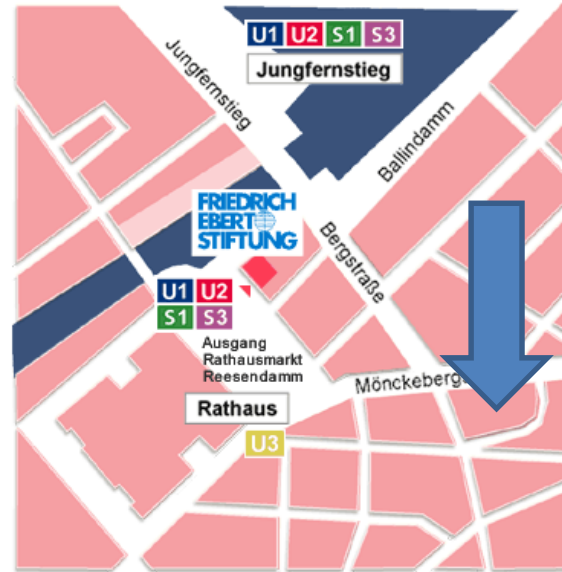 U1 U2 S1 S3
Jungfernstieg
Jungfernstieg
Ballindamm
FRIEDRICH
EBERT
STIFTUNG
Bergstraße
U1 U2
S1 S3
Ausgang
Rathausmarkt
Reesendamm
Mönckeberg
Rathaus
U3